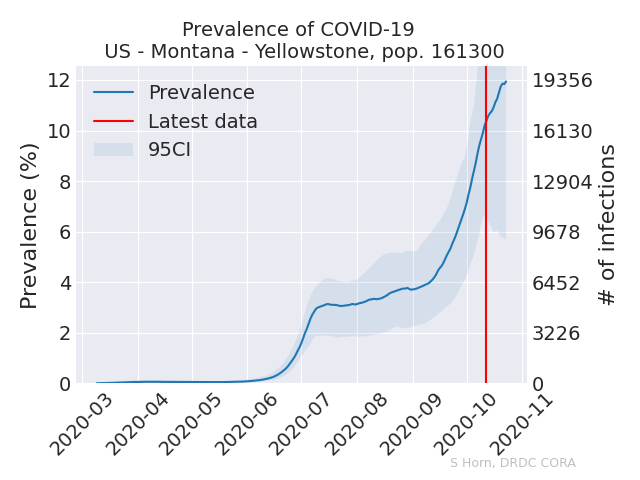 Prevalence of COVID-19
US - Montana - Yellowstone, pop. 161300
Prevalence
Latest data
95CI
Prevalence (%)
12
10
8
6
4
2
0
19356
16130
12904
9678
6452
3226
0
# of infections
2020-03
2020-04
2020-05
2020-06
2020-07
2020-08
2020-09
2020-10
2020-11
S Horn, DRDC CORA